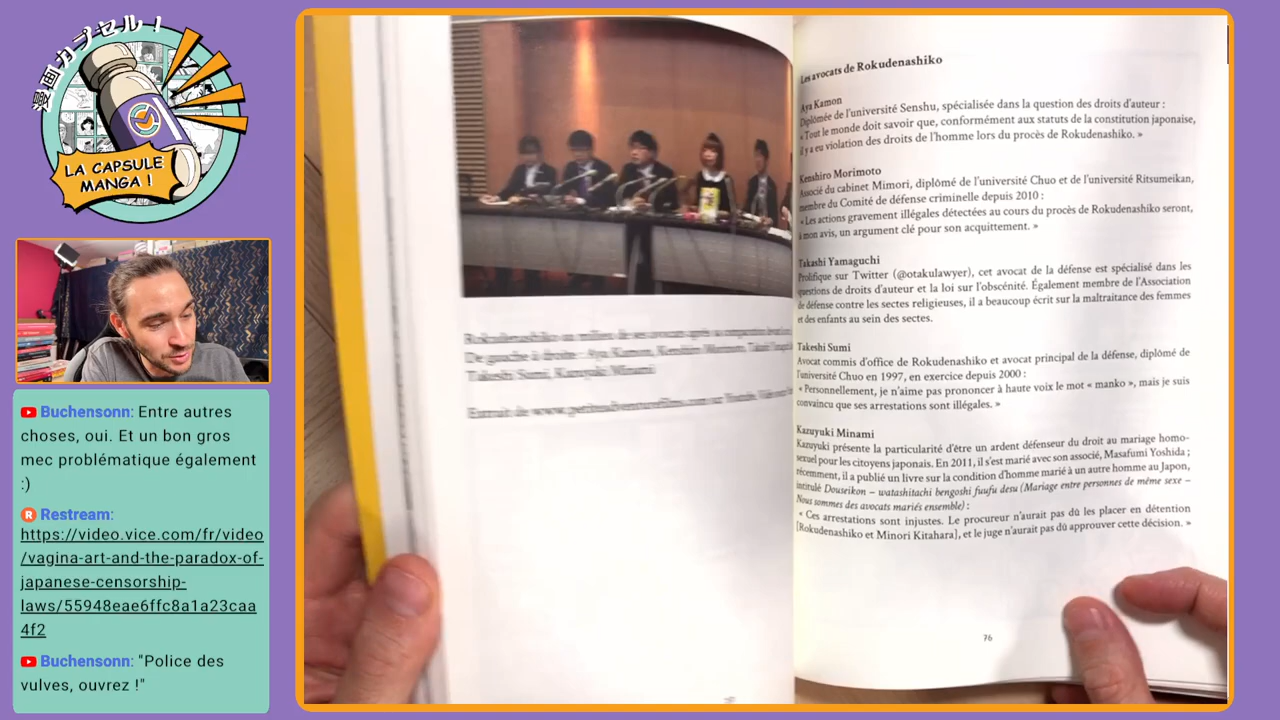 漫画カプセル！
LA CAPSULE
MANGA !
Buchensonn: Entre autres
choses, oui. Et un bon gros
mec problématique également
:)
Restream:
https://video.vice.com/fr/video
/vagina-art-and-the-paradox-of-
japanese-censorship-
laws/55948eae6ffc8a1a23caa
4f2
Buchensonn: "Police des
vulves, ouvrez !"
De gauche à droite : Aya Kamon, Kenshiro Morimoto, Takashi
Takeshi Sumi, Kazuyuki Minami
Les avocats de Rokudenashiko
Aya Kamon
Diplômée de l'université Senshu, spécialisée dans la question des droits d'auteur :
« Tout le monde doit savoir que, conformément aux statuts de la constitution japonaise,
il y a eu violation des droits de l'homme lors du procès de Rokudenashiko. »
Kenshiro Morimoto
Associé du cabinet Mimori, diplômé de l'université Chuo et de l'université Ritsumeikan,
membre du Comité de défense criminelle depuis 2010 :
« Les actions gravement illégales détectées au cours du procès de Rokudenashiko seront,
à mon avis, un argument clé pour son acquittement. »
Takashi Yamaguchi
Prolifique sur Twitter (@otakulawyer), cet avocat de la défense est spécialisé dans les
questions de droits d'auteur et la loi sur l'obscénité. Également membre de l'Association
de défense contre les sectes religieuses, il a beaucoup écrit sur la maltraitance des femmes
et des enfants au sein des sectes.
Takeshi Sumi
Avocat commis d'office de Rokudenashiko et avocat principal de la défense, diplômé de
l'université Chuo en 1997, en exercice depuis 2000 :
« Personnellement, je n'aime pas prononcer à haute voix le mot « manko », mais je suis
convaincu que ses arrestations sont illégales. »
Kazuyuki Minami
Kazuyuki présente la particularité d'être un ardent défenseur du droit au mariage homo-
sexuel pour les citoyens japonais. En 2011, il s'est marié avec son associé, Masafumi Yoshida ;
récemment, il a publié un livre sur la condition d'homme marié à un autre homme au Japon,
intitulé Douseikon – watashitachi bengoshi fuufu desu (Mariage entre personnes de même sexe –
Nous sommes des avocats mariés ensemble) :
« Ces arrestations sont injustes. Le procureur n'aurait pas dû les placer en détention
[Rokudenashiko et Minori Kitahara], et le juge n'aurait pas dû approuver cette décision. »
76